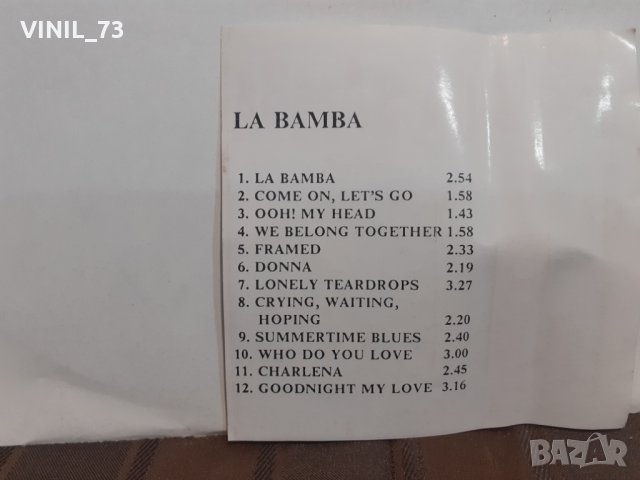 VINIL_73
LA BAMBA
1. LA BAMBA 2.54
2. COME ON, LET'S GO 1.58
3. OOH! MY HEAD 1.43
4. WE BELONG TOGETHER 1.58
5. FRAMED 2.33
6. DONNA 2.19
7. LONELY TEARDROPS 3.27
8. CRYING, WAITING,
HOPING 2.20
9. SUMMERTIME BLUES 2.40
10. WHO DO YOU LOVE 3.00
11. CHARLENA 2.45
12. GOODNIGHT MY LOVE 3.16
BAZAR